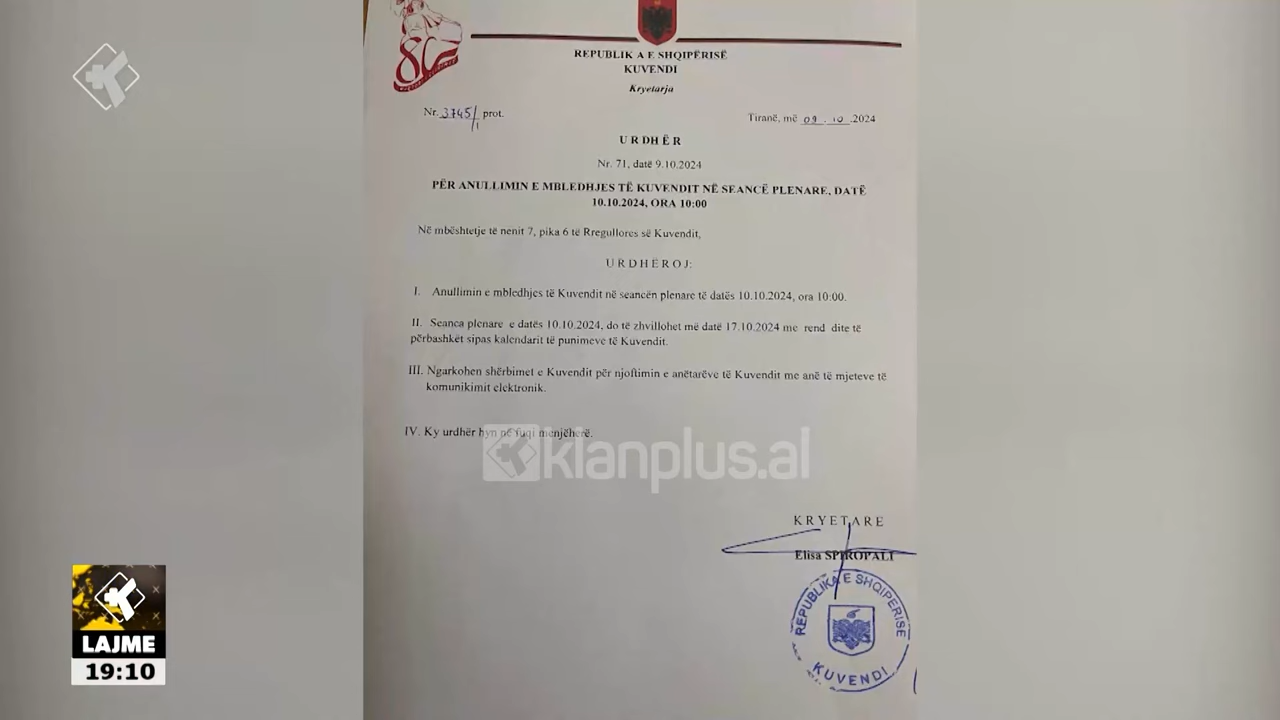 80
REPUBLIKA E SHQIPËRISË
KUVENDI
Kryetarja
Nr. 3745/1 prot.
Tiranë, më 09.10.2024
URDHËR
Nr. 71, datë 9.10.2024
PËR ANULLIMIN E MBLEDHJES TË KUVENDIT NË SEANCË PLENARE, DATË
10.10.2024, ORA 10:00
Në mbështetje të nenit 7, pika 6 të Rregullores së Kuvendit,
URDHËROJ:
I. Anullimin e mbledhjes të Kuvendit në seancën plenare të datës 10.10.2024, ora 10:00.
II. Seanca plenare e datës 10.10.2024, do të zhvillohet më datë 17.10.2024 me rend dite të
përbashkët sipas kalendarit të punimeve të Kuvendit.
III. Ngarkohen shërbimet e Kuvendit për njoftimin e anëtarëve të Kuvendit me anë të mjeteve të
komunikimit elektronik.
IV. Ky urdhër hyn në fuqi menjëherë.
klanplus.al
KRYETARE
Elisa SPIROPALI
REPUBLIKA E SHQIPERISE
KUVENDI
LAJME
19:10